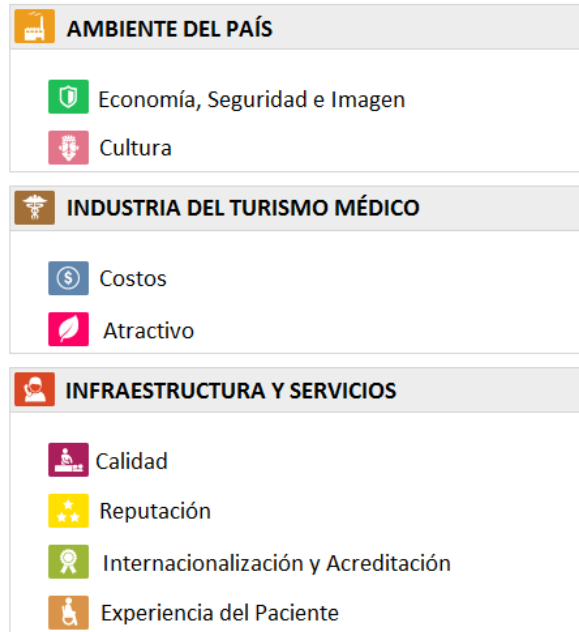 AMBIENTE DEL PAÍS
Economía, Seguridad e Imagen
Cultura
INDUSTRIA DEL TURISMO MÉDICO
$ Costos
Atractivo
INFRAESTRUCTURA Y SERVICIOS
Calidad
Reputación
Internacionalización y Acreditación
Experiencia del Paciente